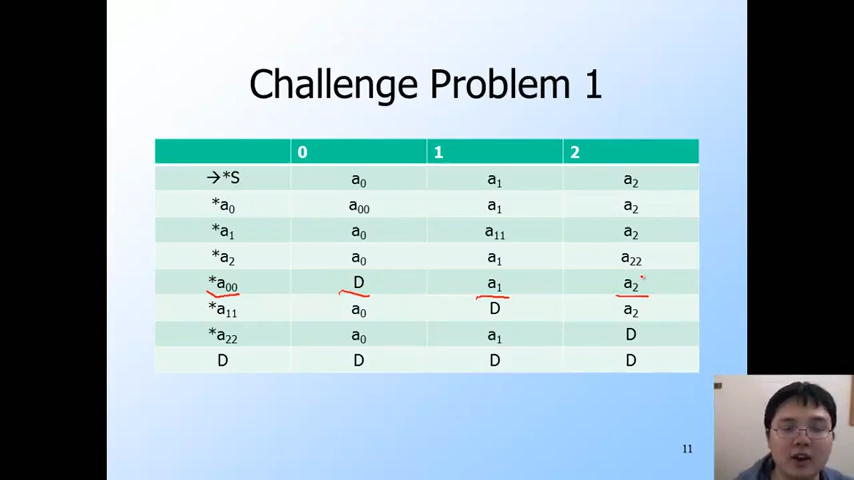 Challenge Problem 1
0 1 2
→*S a₀ a₁ a₂
*a₀ a₀₀ a₁ a₂
*a₁ a₀ a₁₁ a₂
*a₂ a₀ a₁ a₂₂
*a₀₀ D a₁ a₂
*a₁₁ a₀ D a₂
*a₂₂ a₀ a₁ D
D D D D
11